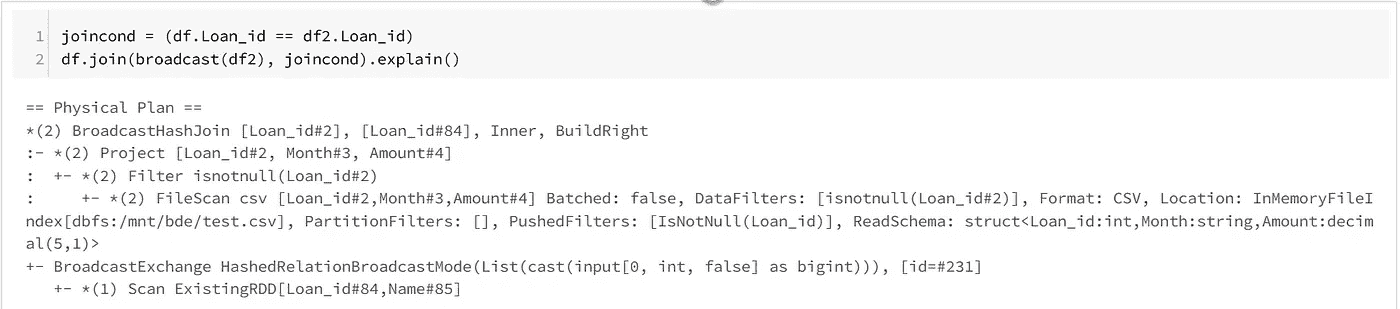 1 joincond = (df.Loan_id == df2.Loan_id)
2 df.join(broadcast(df2), joincond).explain()
== Physical Plan ==
*(2) BroadcastHashJoin [Loan_id#2], [Loan_id#84], Inner, BuildRight
:- *(2) Project [Loan_id#2, Month#3, Amount#4]
:  +- *(2) Filter isnotnull(Loan_id#2)
:     +- *(2) FileScan csv [Loan_id#2,Month#3,Amount#4] Batched: false, DataFilters: [isnotnull(Loan_id#2)], Format: CSV, Location: InMemoryFileI
ndex[dbfs:/mnt/bde/test.csv], PartitionFilters: [], PushedFilters: [IsNotNull(Loan_id)], ReadSchema: struct<Loan_id:int,Month:string,Amount:decim
al(5,1)>
+- BroadcastExchange HashedRelationBroadcastMode(List(cast(input[0, int, false] as bigint))), [id=#231]
   +- *(1) Scan ExistingRDD[Loan_id#84,Name#85]